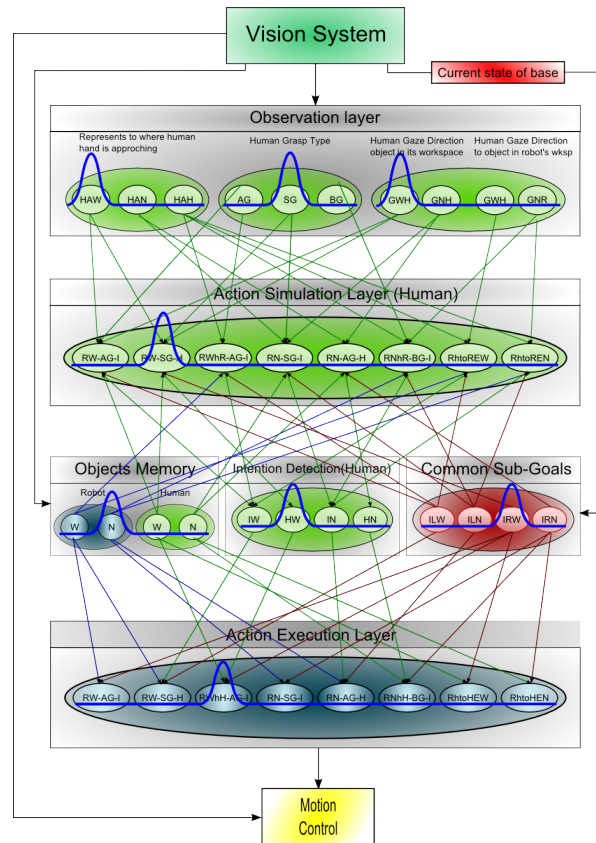 Vision System
Current state of base
Observation layer
Represents to where human
hand is approching
Human Grasp Type
Human Gaze Direction
object in its workspace
Human Gaze Direction
to object in robot's wksp
HAW
HAN
HAH
AG
SG
BG
GWH
GNH
GWH
GNR
Action Simulation Layer (Human)
RW-AG-I
RW-SG-H
RWhR-AG-I
RN-SG-I
RN-AG-H
RNhR-BG-I
RhtoREW
RhtoREN
Objects Memory
Robot
Human
W
N
W
N
Intention Detection(Human)
IW
HW
IN
HN
Common Sub-Goals
ILW
ILN
IRW
IRN
Action Execution Layer
RW-AG-I
RW-SG-H
RWhH-AG-I
RN-SG-I
RN-AG-H
RNhH-BG-I
RhtoHEW
RhtoHEN
Motion
Control